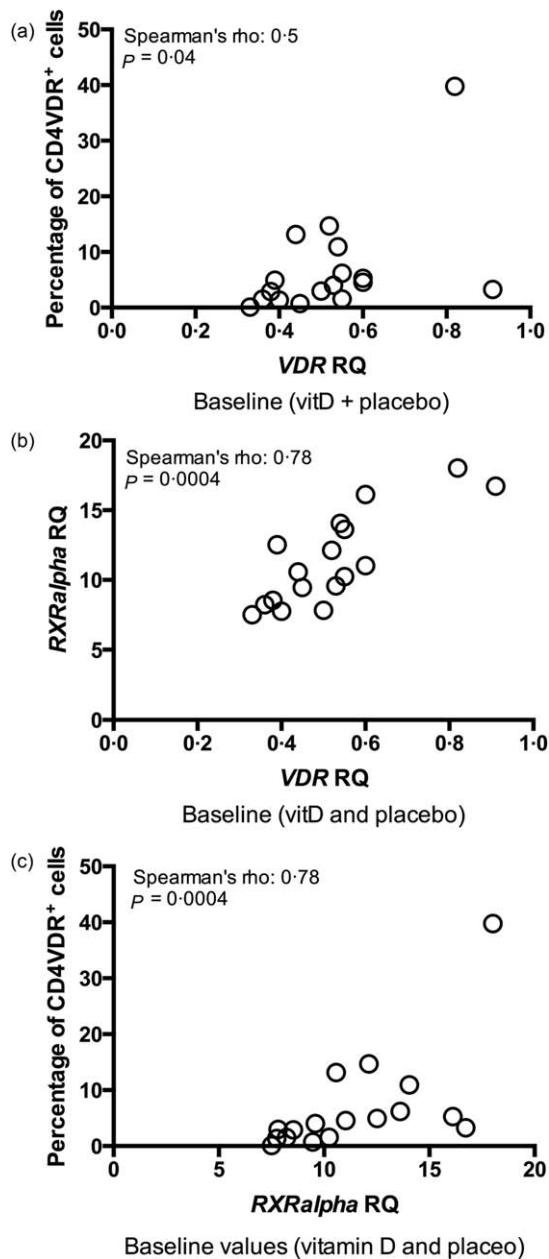 (a)
Spearman's rho: 0·5
P = 0·04
Percentage of CD4VDR+ cells
50
40
30
20
10
0
0·0 0·2 0·4 0·6 0·8 1·0
VDR RQ
Baseline (vitD + placebo)
(b)
Spearman's rho: 0·78
P = 0·0004
RXRalpha RQ
20
15
10
5
0
0·0 0·2 0·4 0·6 0·8 1·0
VDR RQ
Baseline (vitD and placebo)
(c)
Spearman's rho: 0·78
P = 0·0004
Percentage of CD4VDR+ cells
50
40
30
20
10
0
0 5 10 15 20
RXRalpha RQ
Baseline values (vitamin D and placeo)